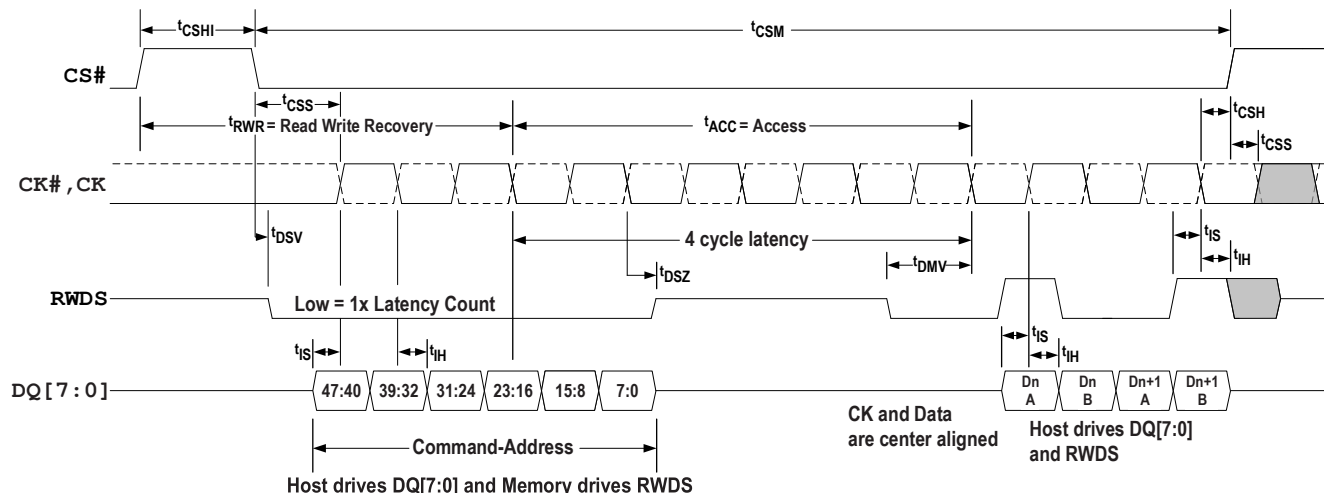 tCSHI
tCSM
CS#
tCSS
tRWR = Read Write Recovery
tACC = Access
tCSH
tCSS
CK#,CK
tDSV
4 cycle latency
tIS
tIH
tDMV
tDSZ
RWDS
Low = 1x Latency Count
tIS
tIH
tIS
tIH
DQ[7:0]
47:40 39:32 31:24 23:16 15:8 7:0
Dn A
Dn B
Dn+1 A
Dn+1 B
CK and Data
are center aligned
Host drives DQ[7:0]
and RWDS
Command-Address
Host drives DQ[7:0] and Memory drives RWDS